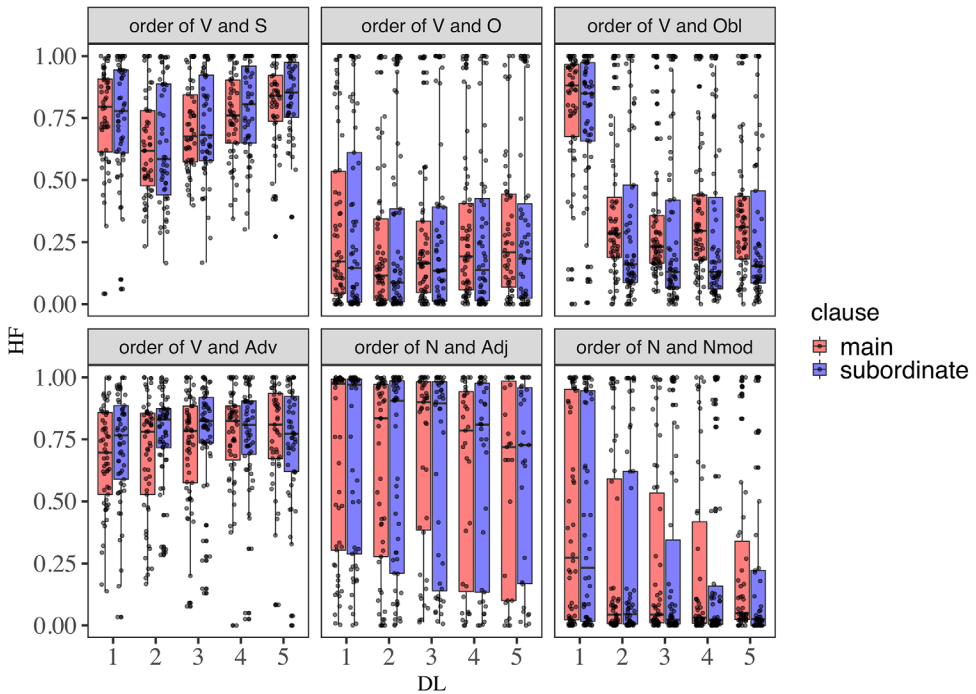 order of V and S
order of V and O
order of V and Obl
1.00
0.75
0.50
0.25
0.00
HF
order of V and Adv
order of N and Adj
order of N and Nmod
1.00
0.75
0.50
0.25
0.00
1 2 3 4 5
1 2 3 4 5
1 2 3 4 5
DL
clause
main
subordinate